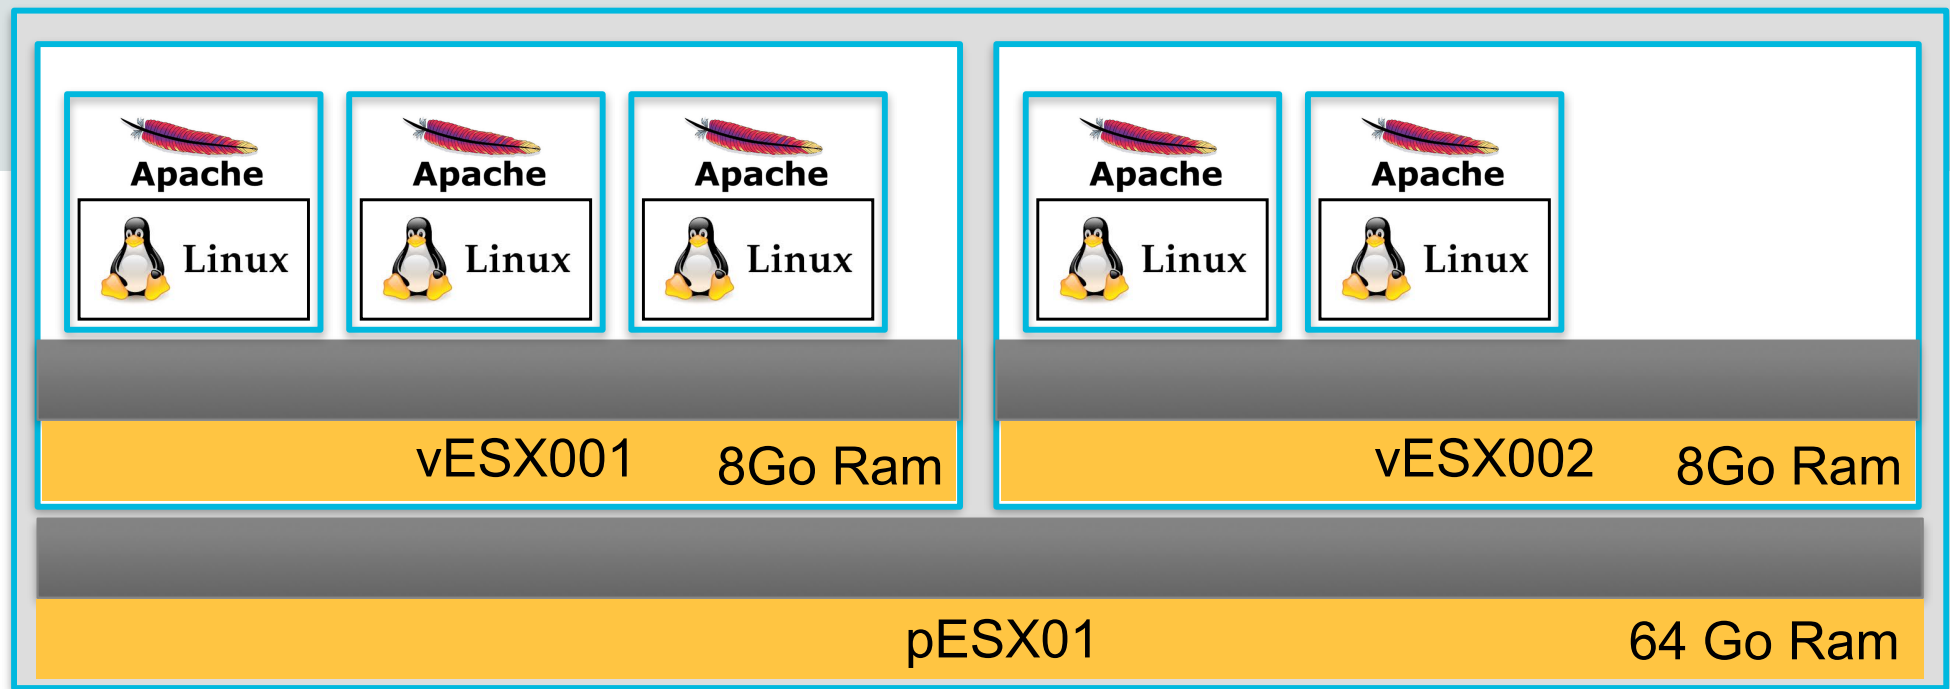 Apache
Linux
Apache
Linux
Apache
Linux
Apache
Linux
Apache
Linux
vESX001 8Go Ram
vESX002 8Go Ram
pESX01 64 Go Ram